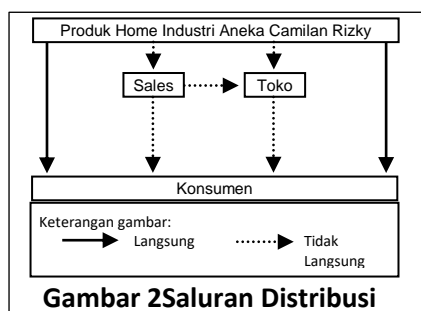 Produk Home Industri Aneka Camilan Rizky
Sales Toko
Konsumen
Keterangan gambar:
Langsung Tidak
Langsung
Gambar 2Saluran Distribusi